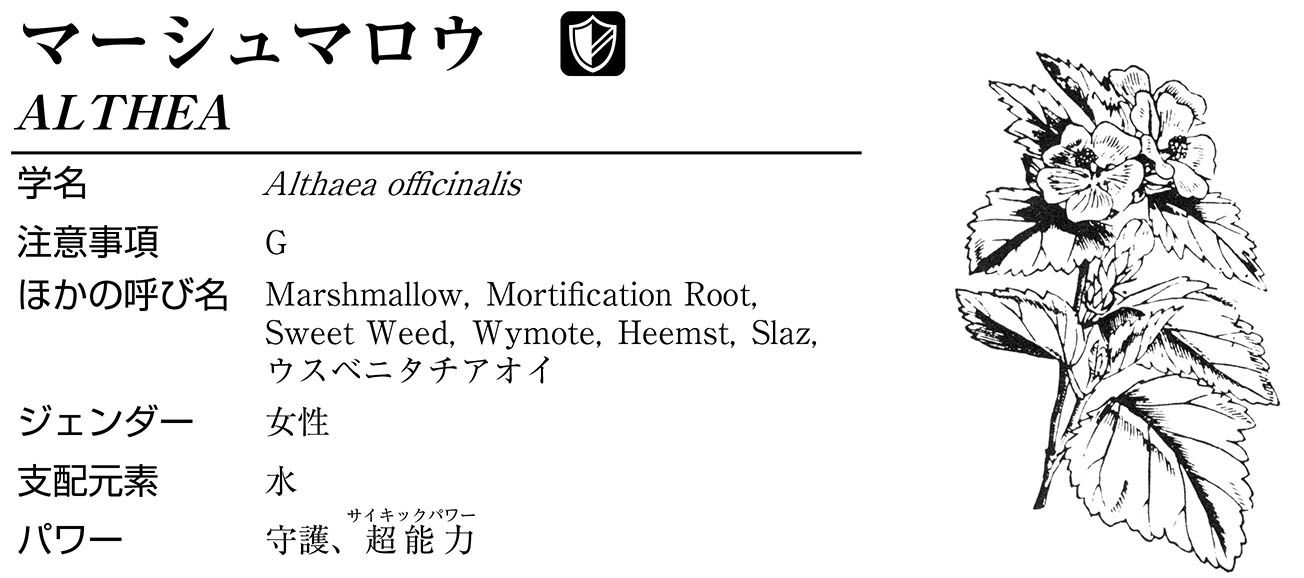 マーシュマロウ
ALTHEA
学名 Althaea officinalis
注意事項 G
ほかの呼び名 Marshmallow, Mortification Root,
Sweet Weed, Wymote, Heemst, Slaz,
ウスベニタチアオイ
ジェンダー 女性
支配元素 水
サイキックパワー
パワー 守護、超能力